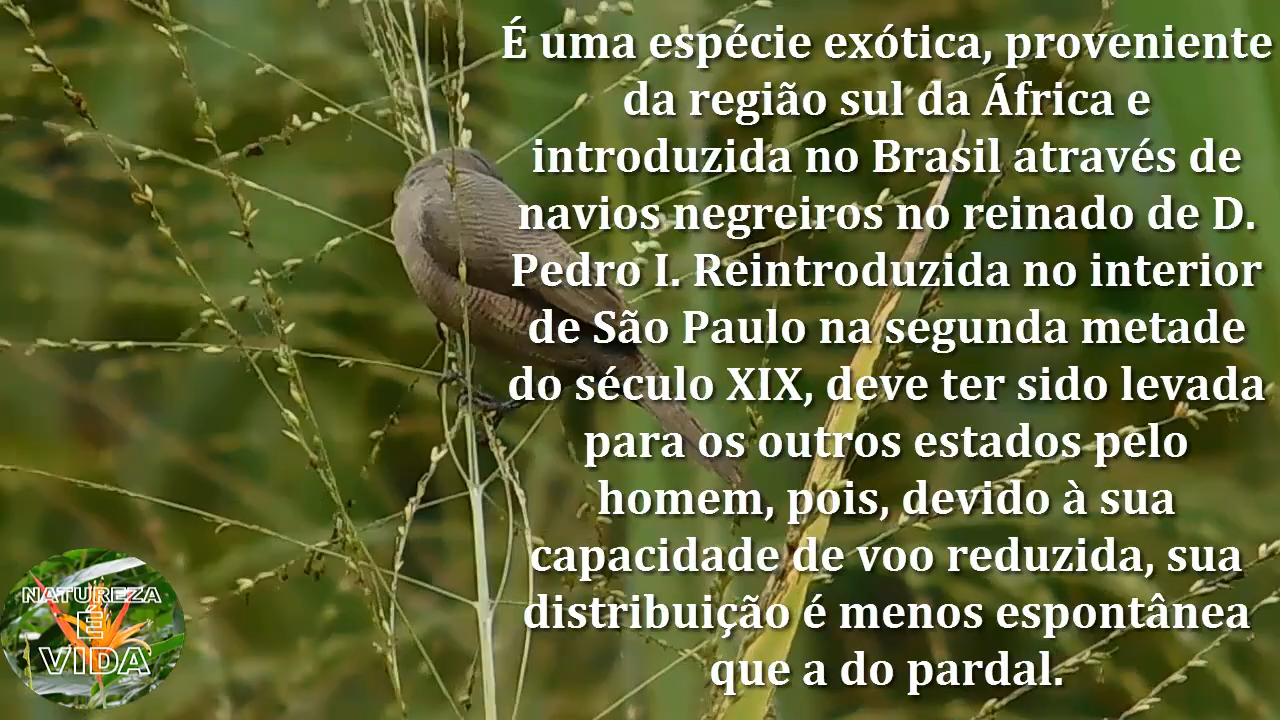 É uma espécie exótica, proveniente
da região sul da África e
introduzida no Brasil através de
navios negreiros no reinado de D.
Pedro I. Reintroduzida no interior
de São Paulo na segunda metade
do século XIX, deve ter sido levada
para os outros estados pelo
homem, pois, devido à sua
capacidade de voo reduzida, sua
distribuição é menos espontânea
que a do pardal.
NATUREZA
É
VIDA